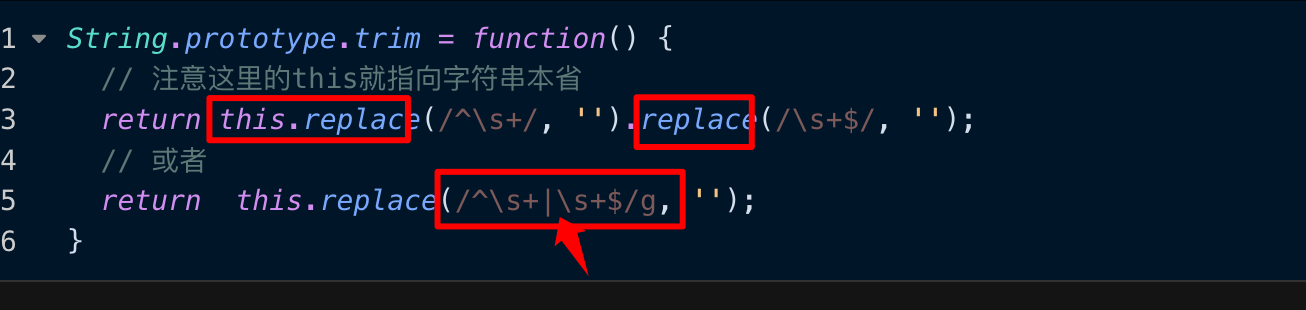 1 String.prototype.trim = function() {
2 // 注意这里的this就指向字符串本省
3 return this.replace(/^\s+/, '').replace(/\s+$/, '');
4 // 或者
5 return  this.replace(/^\s+|\s+$/g, '');
6 }